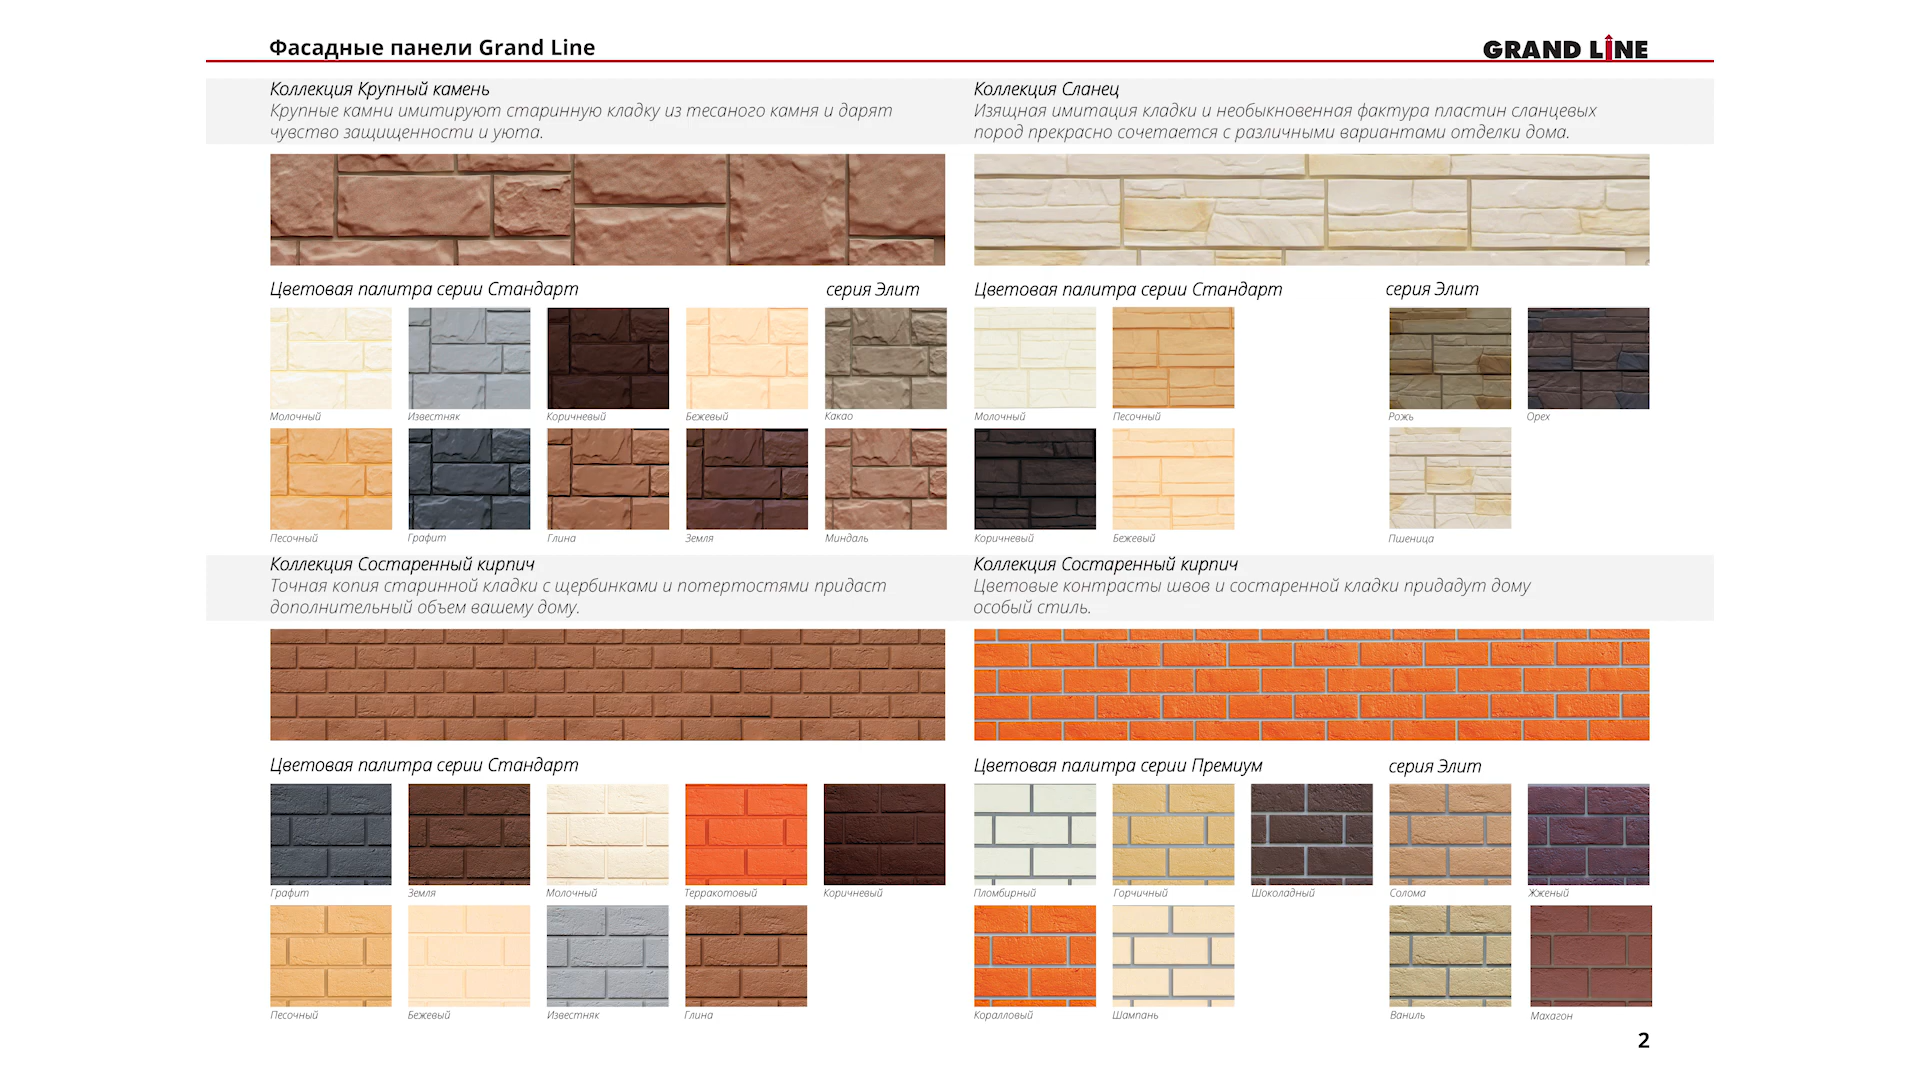 Фасадные панели Grand Line
GRAND LINE
Коллекция Крупный камень
Крупные камни имитируют старинную кладку из тесаного камня и дарят
чувство защищенности и уюта.
Коллекция Сланец
Изящная имитация кладки и необыкновенная фактура пластин сланцевых
пород прекрасно сочетается с различными вариантами отделки дома.
Цветовая палитра серии Стандарт
серия Элит
Молочный
Известняк
Коричневый
Бежевый
Какао
Песочный
Графит
Глина
Земля
Миндаль
Цветовая палитра серии Стандарт
серия Элит
Молочный
Песочный
Рожь
Орех
Коричневый
Бежевый
Пшеница
Коллекция Состаренный кирпич
Точная копия старинной кладки с щербинками и потертостями придаст
дополнительный объем вашему дому.
Коллекция Состаренный кирпич
Цветовые контрасты швов и состаренной кладки придадут дому
особый стиль.
Цветовая палитра серии Стандарт
Графит
Земля
Молочный
Терракотовый
Коричневый
Песочный
Бежевый
Известняк
Глина
Цветовая палитра серии Премиум
серия Элит
Пломбирный
Горчичный
Шоколадный
Солома
Жженый
Коралловый
Шампань
Ваниль
Махагон
2